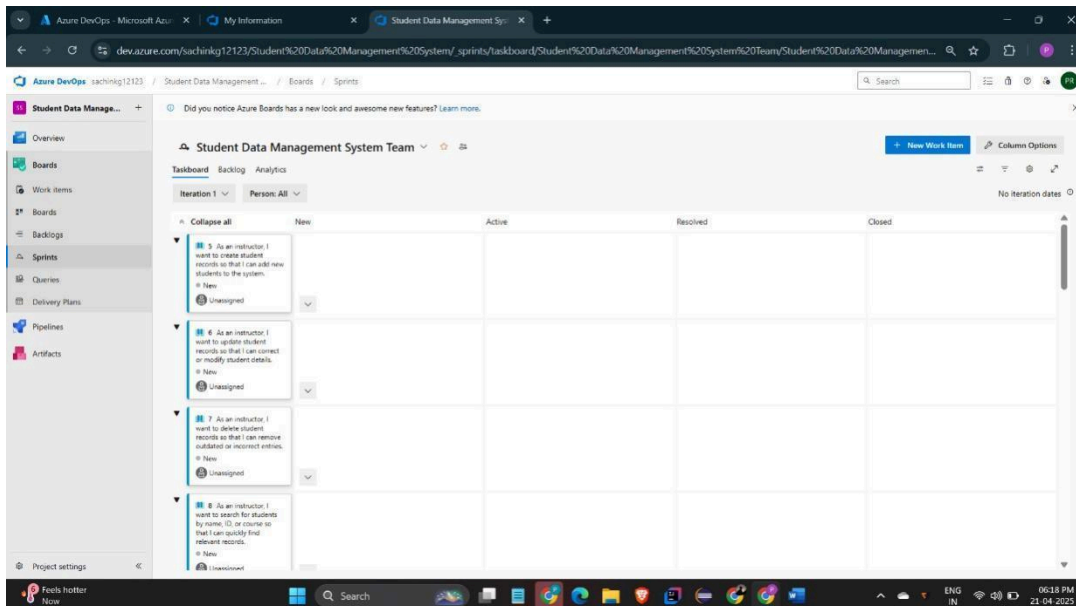 Azure DevOps - Microsoft Azu
My Information
Student Data Management Sys
dev.azure.com/sachinkg12123/Student%20Data%20Management%20System/_sprints/taskboard/Student%20Data%20Management%20System%20Team/Student%20Data%20Managemen...
Azure DevOps sachinkg12123 / Student Data Management ... / Boards / Sprints
Search
PR
Student Data Manage... +
Did you notice Azure Boards has a new look and awesome new features? Learn more.
Overview
Boards
Work items
Boards
Backlogs
Sprints
Queries
Delivery Plans
Pipelines
Artifacts
Project settings
Student Data Management System Team
+ New Work Item
Column Options
Taskboard Backlog Analytics
Iteration 1
Person: All
No iteration dates
Collapse all
New
Active
Resolved
Closed
5 As an instructor, I
want to create student
records so that I can add new
students to the system.
New
Unassigned
6 As an instructor, I
want to update student
records so that I can correct
or modify student details.
New
Unassigned
7 As an instructor, I
want to delete student
records so that I can remove
outdated or incorrect entries.
New
Unassigned
8 As an instructor, I
want to search for students
by name, ID, or course so
that I can quickly find
relevant records.
New
Unassigned
Feels hotter
Now
Search
ENG
IN
06:18 PM
21-04-2025